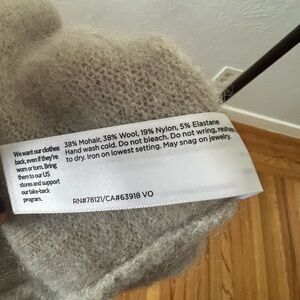 We want our clothes
back, even if they're
worn or torn. Bring
them to our US
stores and support
our take-back
program.
38% Mohair, 38% Wool, 19% Nylon, 5% Elastane
Hand wash cold. Do not bleach. Do not wring, reshape
to dry. Iron on lowest setting. May snag on jewelry.
RN#78121/CA#63918 VO